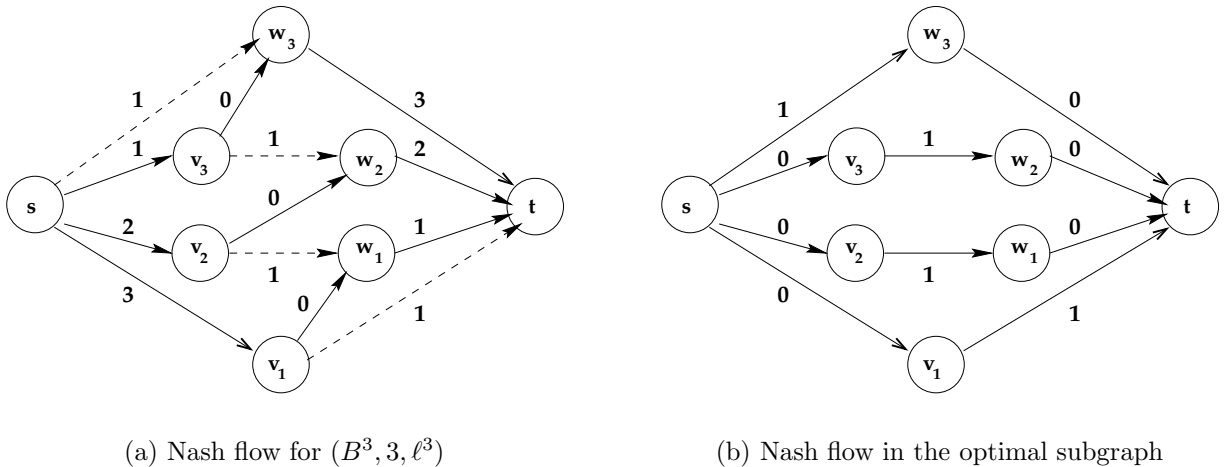 w3
1
0
3
1
v3
1
w2
2
s
0
t
2
v2
1
w1
1
3
0
1
v1
(a) Nash flow for (B³, 3, ℓ³)
w3
1
0
0
v3
1
w2
0
s
t
0
v2
1
w1
0
0
1
v1
(b) Nash flow in the optimal subgraph